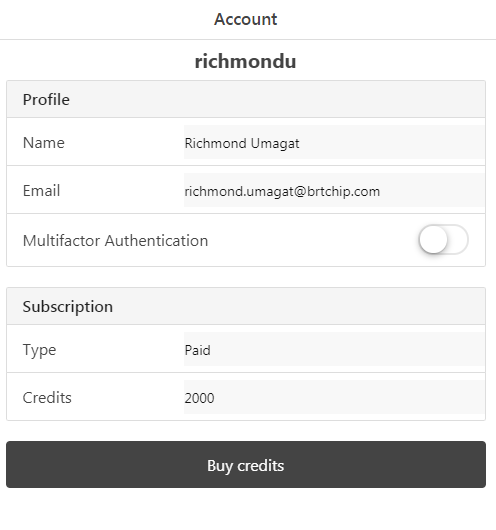 Account
richmondu
Profile
Name Richmond Umagat
Email richmond.umagat@brtchip.com
Multifactor Authentication
Subscription
Type Paid
Credits 2000
Buy credits